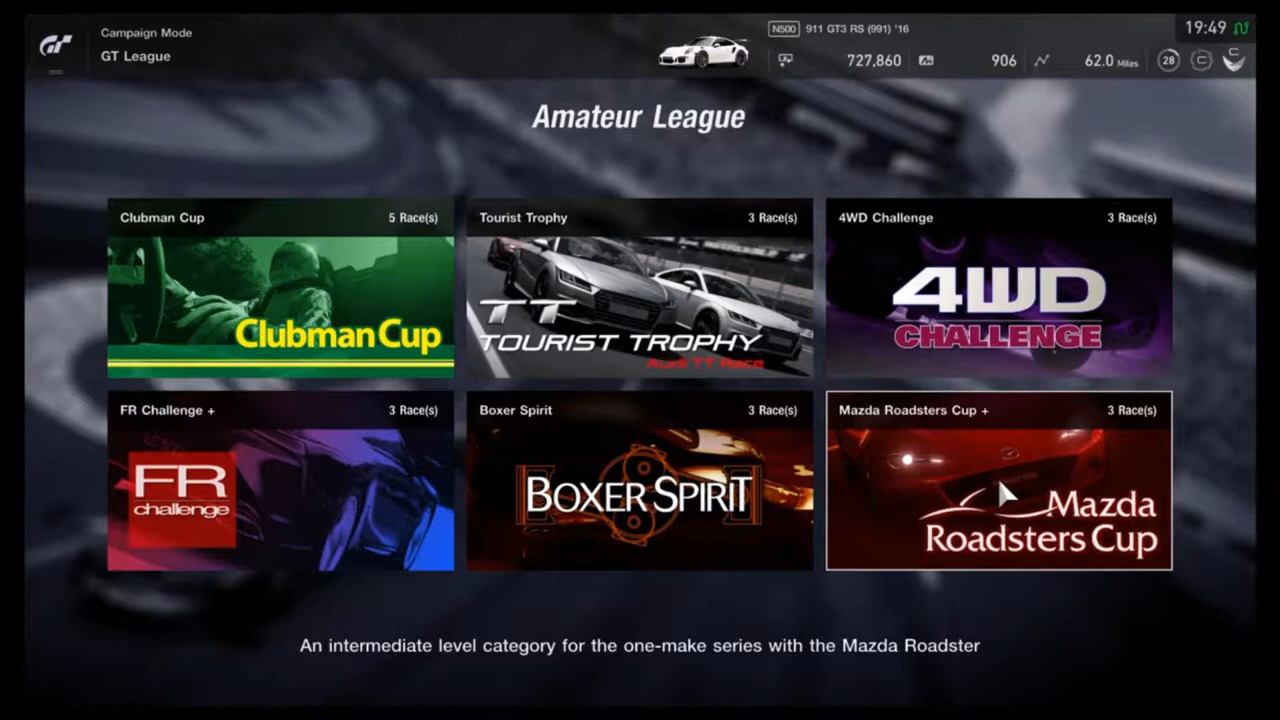 Campaign Mode
GT League
N500 911 GT3 RS (991) '16
727,860 906 62.0 Miles 28 C C
19:49
Amateur League
Clubman Cup 5 Race(s)
Clubman Cup
Tourist Trophy 3 Race(s)
TT
TOURIST TROPHY
Audi TT Race
4WD Challenge 3 Race(s)
4WD
CHALLENGE
FR Challenge + 3 Race(s)
FR
challenge
Boxer Spirit 3 Race(s)
BOXER SPIRIT
Mazda Roadsters Cup + 3 Race(s)
Mazda
Roadsters Cup
An intermediate level category for the one-make series with the Mazda Roadster